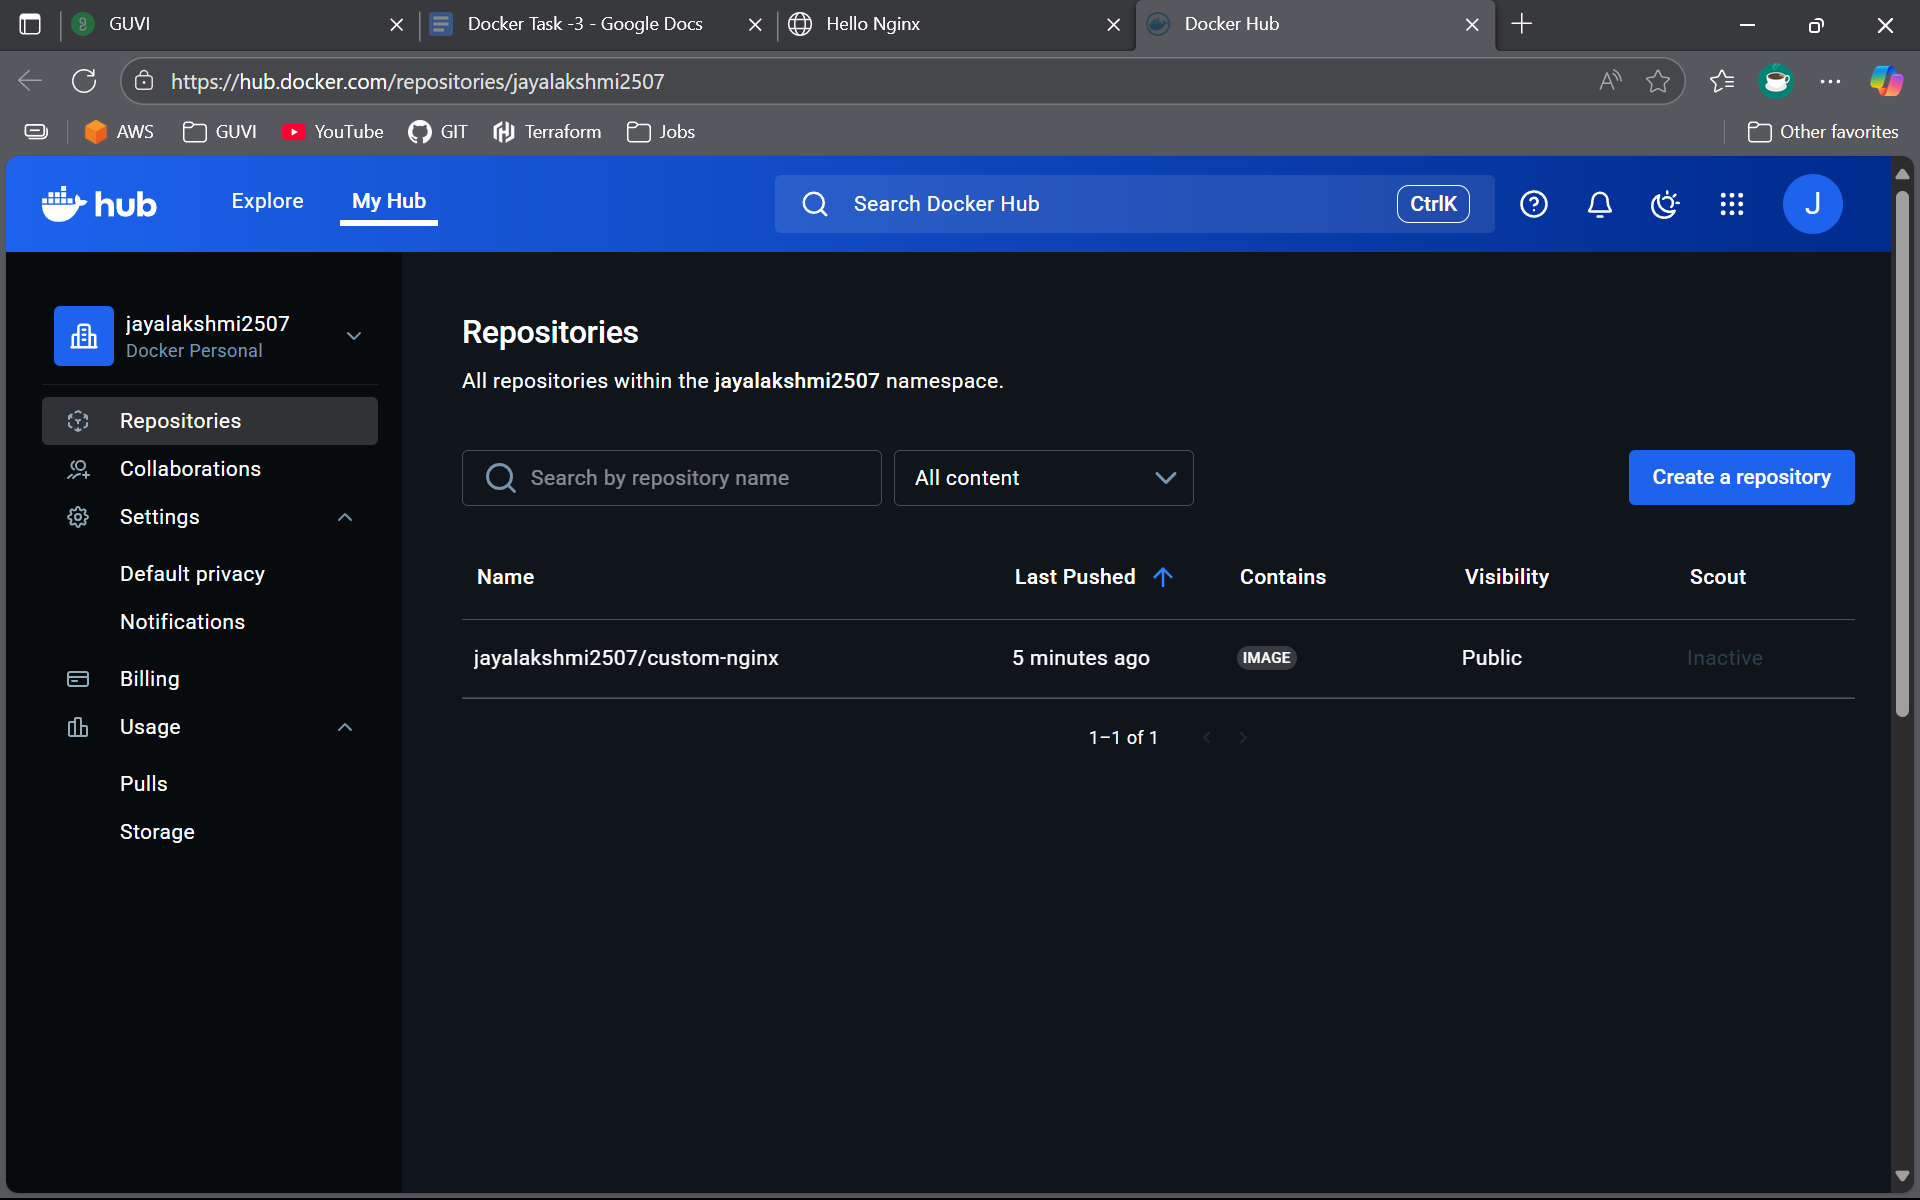 GUVI
Docker Task -3 - Google Docs
Hello Nginx
Docker Hub
https://hub.docker.com/repositories/jayalakshmi2507
AWS
GUVI
YouTube
GIT
Terraform
Jobs
Other favorites
hub
Explore
My Hub
Search Docker Hub
CtrlK
J
jayalakshmi2507
Docker Personal
Repositories
Collaborations
Settings
Default privacy
Notifications
Billing
Usage
Pulls
Storage
Repositories
All repositories within the jayalakshmi2507 namespace.
Search by repository name
All content
Create a repository
Name Last Pushed Contains Visibility Scout
jayalakshmi2507/custom-nginx 5 minutes ago IMAGE Public Inactive
1–1 of 1